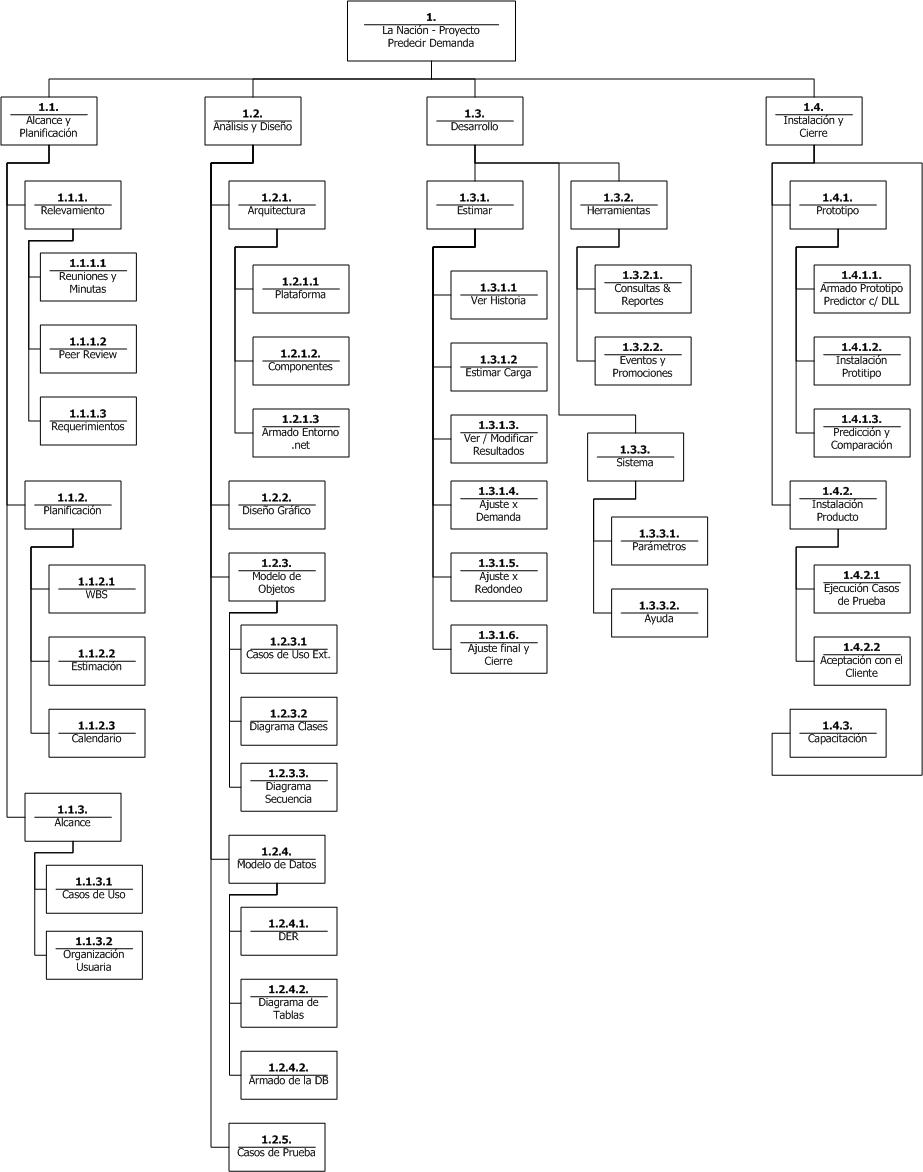 1.
La Nación - Proyecto
Predecir Demanda
1.1.
Alcance y
Planificación
1.1.1.
Relevamiento
1.1.1.1
Reuniones y
Minutas
1.1.1.2
Peer Review
1.1.1.3
Requerimientos
1.1.2.
Planificación
1.1.2.1
WBS
1.1.2.2
Estimación
1.1.2.3
Calendario
1.1.3.
Alcance
1.1.3.1
Casos de Uso
1.1.3.2
Organización
Usuaria
1.2.
Análisis y Diseño
1.2.1.
Arquitectura
1.2.1.1
Plataforma
1.2.1.2.
Componentes
1.2.1.3
Armado Entorno
.net
1.2.2.
Diseño Gráfico
1.2.3.
Modelo de
Objetos
1.2.3.1
Casos de Uso Ext.
1.2.3.2
Diagrama Clases
1.2.3.3.
Diagrama
Secuencia
1.2.4.
Modelo de Datos
1.2.4.1.
DER
1.2.4.2.
Diagrama de
Tablas
1.2.4.2.
Armado de la DB
1.2.5.
Casos de Prueba
1.3.
Desarrollo
1.3.1.
Estimar
1.3.1.1
Ver Historia
1.3.1.2
Estimar Carga
1.3.1.3.
Ver / Modificar
Resultados
1.3.1.4.
Ajuste x
Demanda
1.3.1.5.
Ajuste x
Redondeo
1.3.1.6.
Ajuste final y
Cierre
1.3.2.
Herramientas
1.3.2.1.
Consultas &
Reportes
1.3.2.2.
Eventos y
Promociones
1.3.3.
Sistema
1.3.3.1.
Parámetros
1.3.3.2.
Ayuda
1.4.
Instalación y
Cierre
1.4.1.
Prototipo
1.4.1.1.
Armado Prototipo
Predictor c/ DLL
1.4.1.2.
Instalación
Protitipo
1.4.1.3.
Predicción y
Comparación
1.4.2.
Instalación
Producto
1.4.2.1
Ejecución Casos
de Prueba
1.4.2.2
Aceptación con el
Cliente
1.4.3.
Capacitación